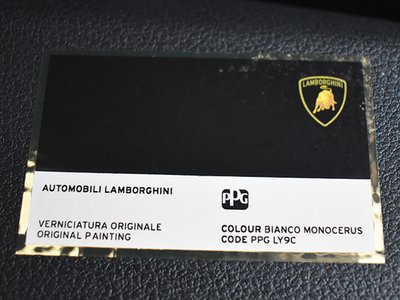 LAMBORGHINI
AUTOMOBILI LAMBORGHINI
PPG
VERNICIATURA ORIGINALE
ORIGINAL PAINTING
COLOUR BIANCO MONOCERUS
CODE PPG LY9C